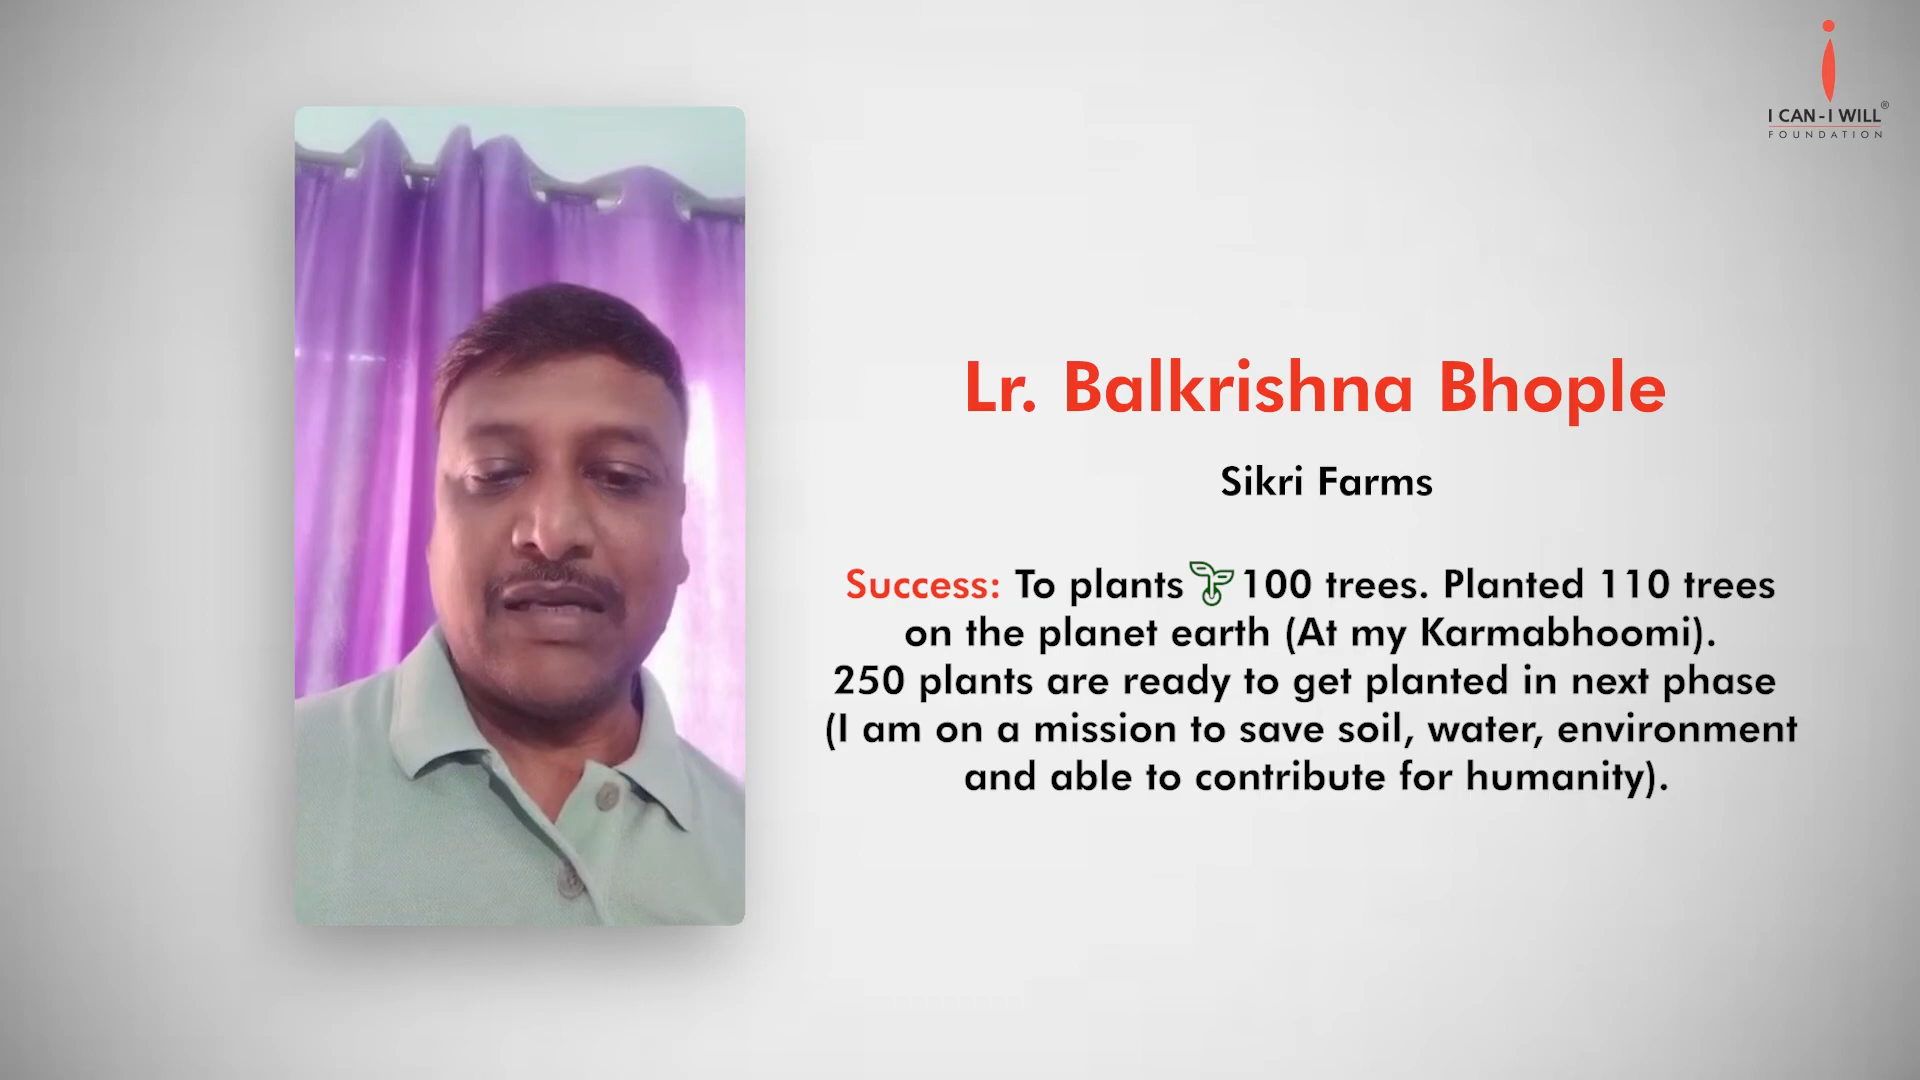 I CAN-I WILL®
FOUNDATION
Lr. Balkrishna Bhople
Sikri Farms
Success: To plants 100 trees. Planted 110 trees
on the planet earth (At my Karmabhoomi).
250 plants are ready to get planted in next phase
(I am on a mission to save soil, water, environment
and able to contribute for humanity).